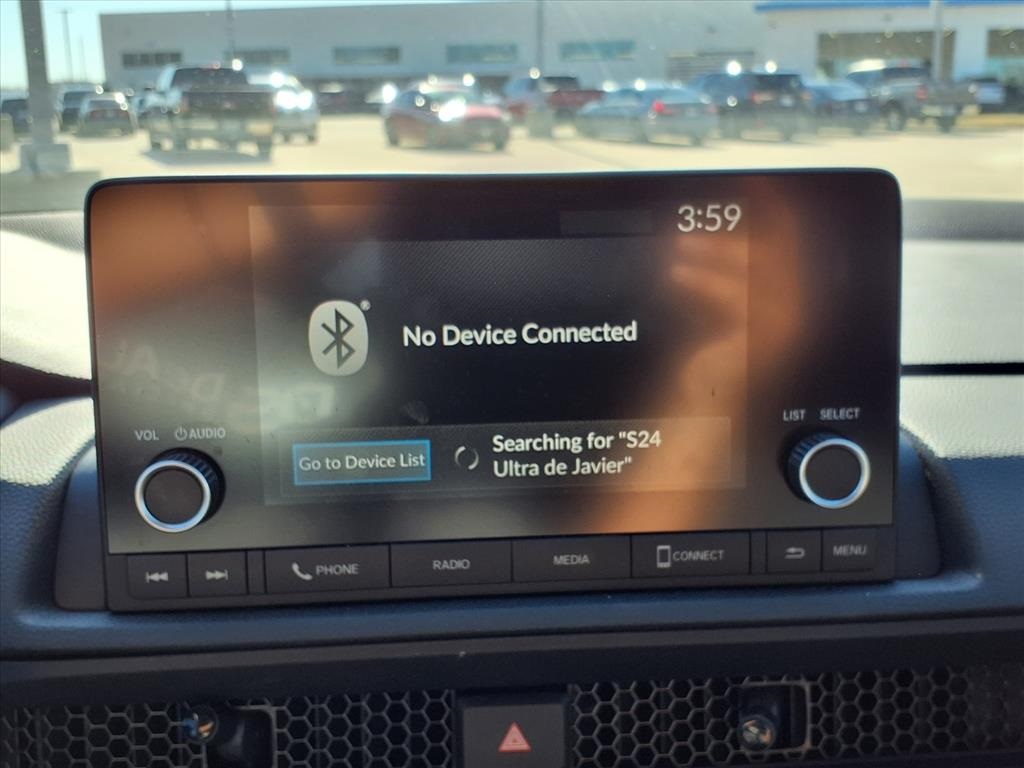 3:59
®
No Device Connected
LIST SELECT
VOL AUDIO
Go to Device List
Searching for "S24
Ultra de Javier"
PHONE RADIO MEDIA CONNECT MENU